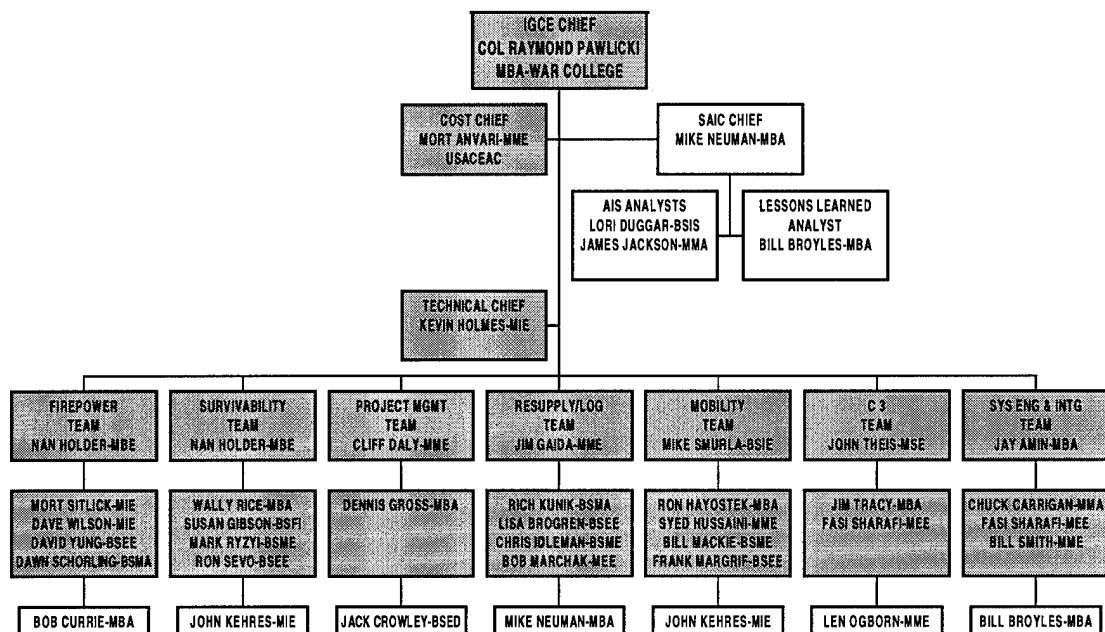 IGCE CHIEF
COL RAYMOND PAWLICKI
MBA-WAR COLLEGE
COST CHIEF
MORT ANVARI-MME
USACEAC
SAIC CHIEF
MIKE NEUMAN-MBA
AIS ANALYSTS
LORI DUGGAR-BSIS
JAMES JACKSON-MMA
LESSONS LEARNED
ANALYST
BILL BROYLES-MBA
TECHNICAL CHIEF
KEVIN HOLMES-MIE
FIREPOWER
TEAM
NAN HOLDER-MBE
SURVIVABILITY
TEAM
NAN HOLDER-MBE
PROJECT MGMT
TEAM
CLIFF DALY-MME
RESUPPLY/LOG
TEAM
JIM GAIDA-MME
MOBILITY
TEAM
MIKE SMURLA-BSIE
C 3
TEAM
JOHN THEIS-MSE
SYS ENG & INTG
TEAM
JAY AMIN-MBA
MORT SITLICK-MIE
DAVE WILSON-MIE
DAVID YUNG-BSEE
DAWN SCHORLING-BSMA
WALLY RICE-MBA
SUSAN GIBSON-BSFI
MARK RYZYI-BSME
RON SEVO-BSEE
DENNIS GROSS-MBA
RICH KUNIK-BSMA
LISA BROGREN-BSEE
CHRIS IDLEMAN-BSME
BOB MARCHAK-MEE
RON HAYOSTEK-MBA
SYED HUSSAINI-MME
BILL MACKIE-BSME
FRANK MARGRIF-BSEE
JIM TRACY-MBA
FASI SHARAFI-MEE
CHUCK CARRIGAN-MMA
FASI SHARAFI-MEE
BILL SMITH-MME
BOB CURRIE-MBA
JOHN KEHRES-MIE
JACK CROWLEY-BSED
MIKE NEUMAN-MBA
JOHN KEHRES-MIE
LEN OGBORN-MME
BILL BROYLES-MBA